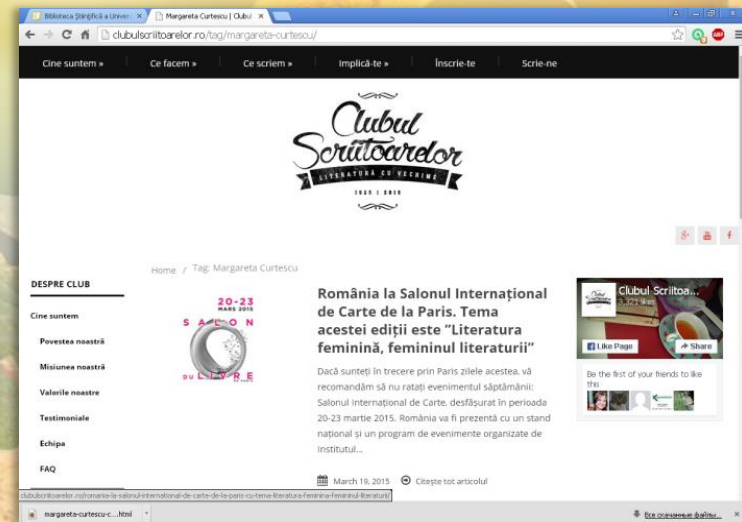 Biblioteca Științifică a Univer
Margareta Curtescu | Clubul
clubulscriitoarelor.ro/tag/margareta-curtescu/
Cine suntem » Ce facem » Ce scriem » Implică-te » Înscrie-te Scrie-ne
Clubul
Scriitoarelor
LITERATURĂ CU VECHIME
Home / Tag: Margareta Curtescu
DESPRE CLUB
Cine suntem
Povestea noastră
Misiunea noastră
Valorile noastre
Testimoniale
Echipa
FAQ
20-23
MARS 2015
SALON
DU LIVRE
DE PARIS
România la Salonul Internațional
de Carte de la Paris. Tema
acestei ediții este ”Literatura
feminină, femininul literaturii”
Dacă sunteți în trecere prin Paris zilele acestea, vă
recomandăm să nu ratați evenimentul săptămânii:
Salonul Internațional de Carte, desfășurat în perioada
20-23 martie 2015. România va fi prezentă cu un stand
național și un program de evenimente organizate de
Institutul...
March 19, 2015 Citește tot articolul
Clubul Scriitoa...
3,321 likes
Like Page Share
Be the first of your friends to like
this
clubulscriitoarelor.ro/romania-la-salonul-international-de-carte-de-la-paris-cu-tema-literatura-feminina-femininul-literaturii/
margareta-curtescu-c...html
Все скачанные файлы...